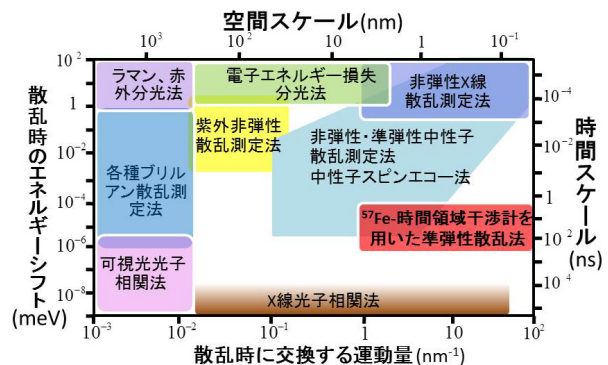 空間スケール(nm)
10³
10²
10
1
10⁻¹
散乱時のエネルギーシフト
(meV)
10²
1
10⁻²
10⁻⁴
10⁻⁶
10⁻⁸
ラマン、赤
外分光法
電子エネルギー損失
分光法
非弾性X線
散乱測定法
紫外非弾性
散乱測定法
非弾性・準弾性中性子
散乱測定法
中性子スピンエコー法
各種ブリル
アン散乱測
定法
⁵⁷Fe-時間領域干渉計を
用いた準弾性散乱法
可視光光子
相関法
X線光子相関法
10⁻⁴
10⁻²
1
10²
10⁴
時間スケール
(ns)
10⁻³
10⁻²
10⁻¹
1
10
10²
散乱時に交換する運動量(nm⁻¹)